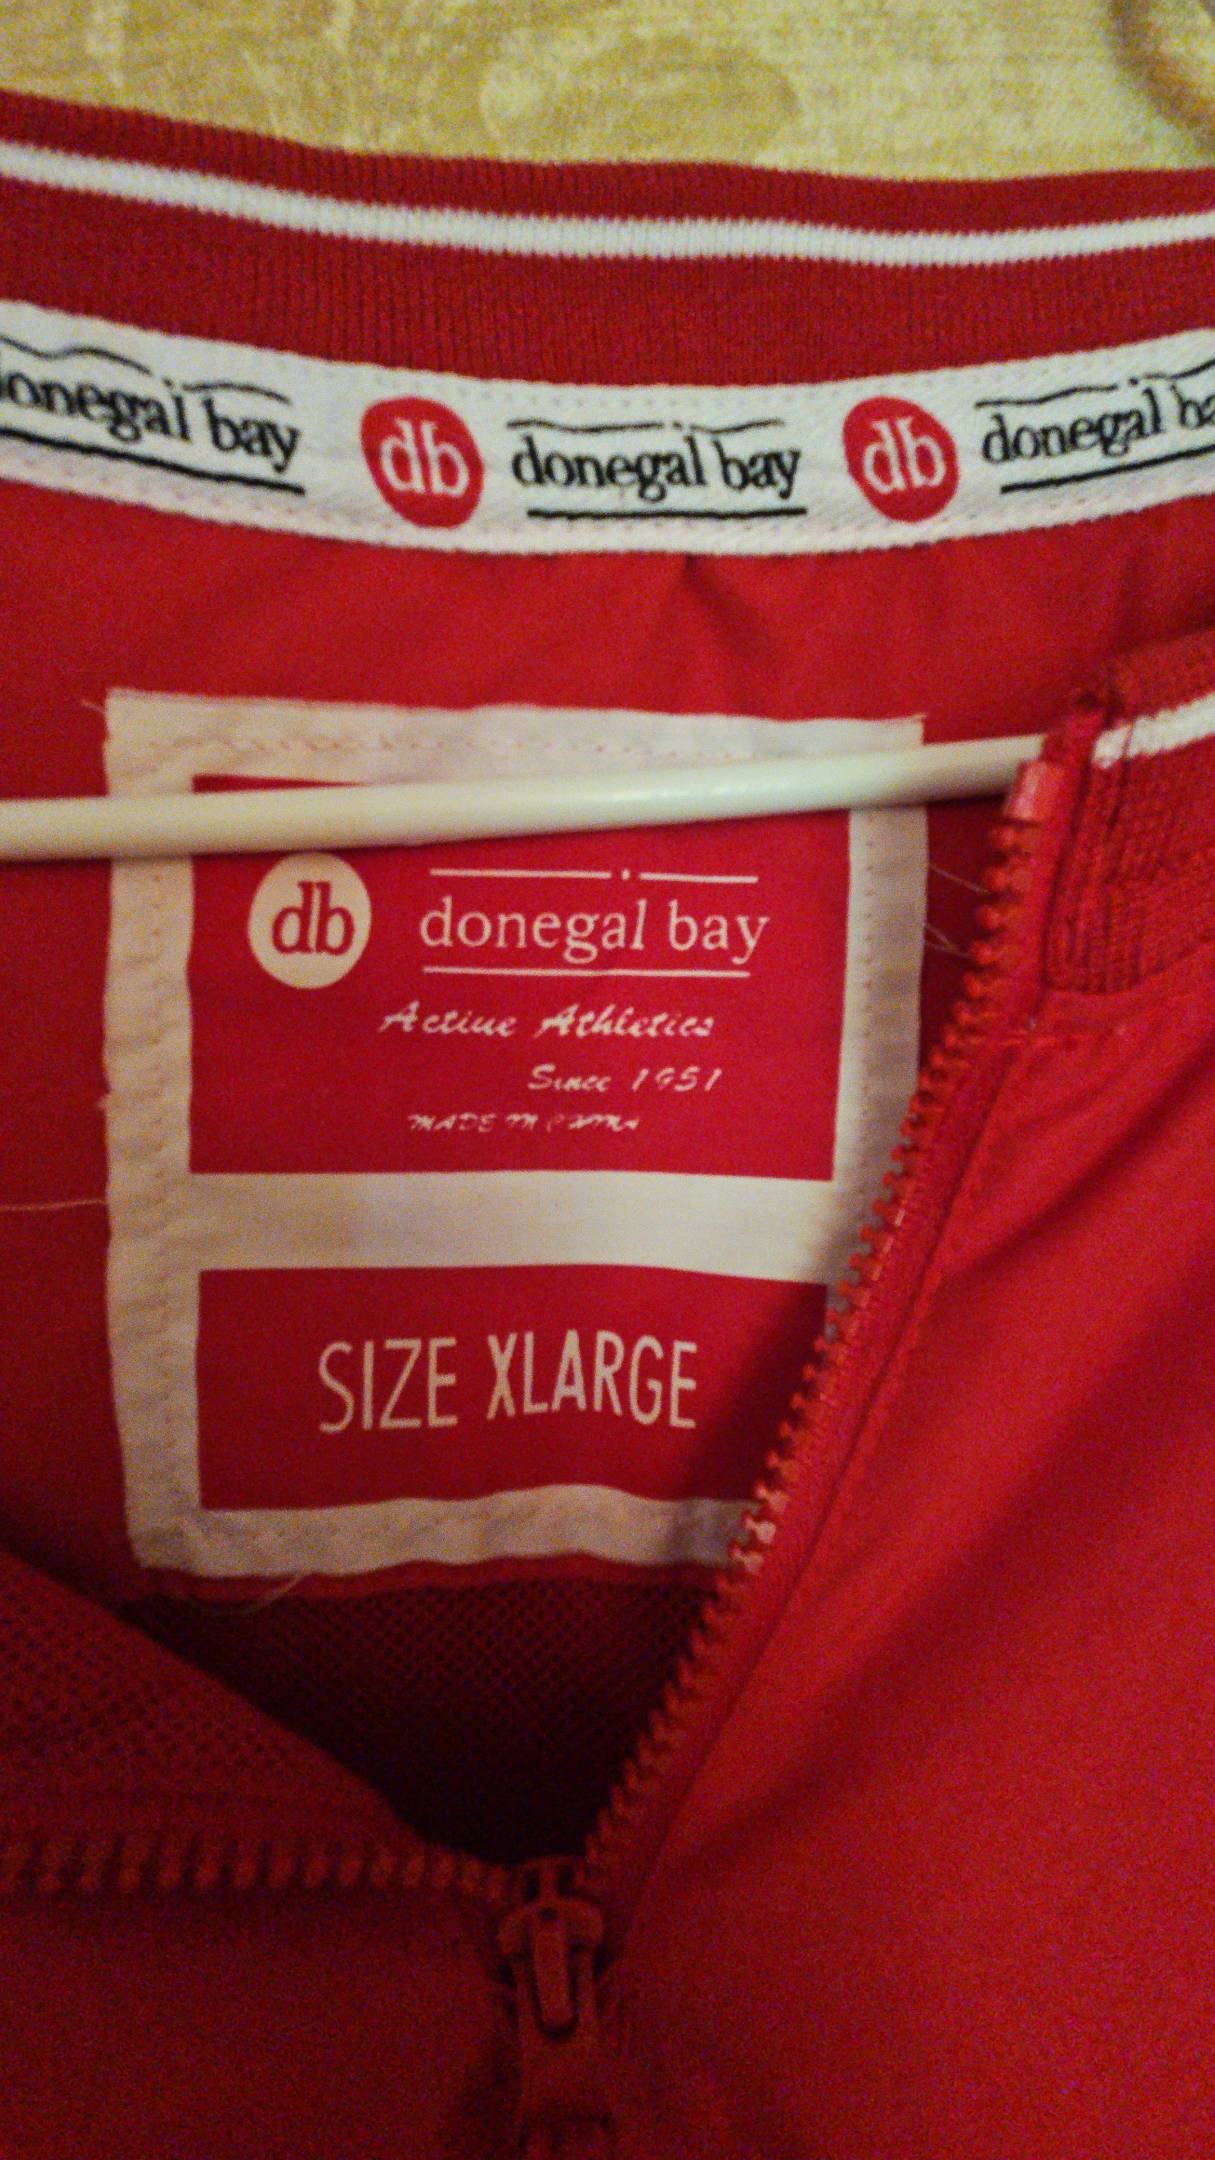 donegal bay db donegal bay db donegal ba
db donegal bay
Active Athletics
Since 1951
MADE IN CHINA
SIZE XLARGE